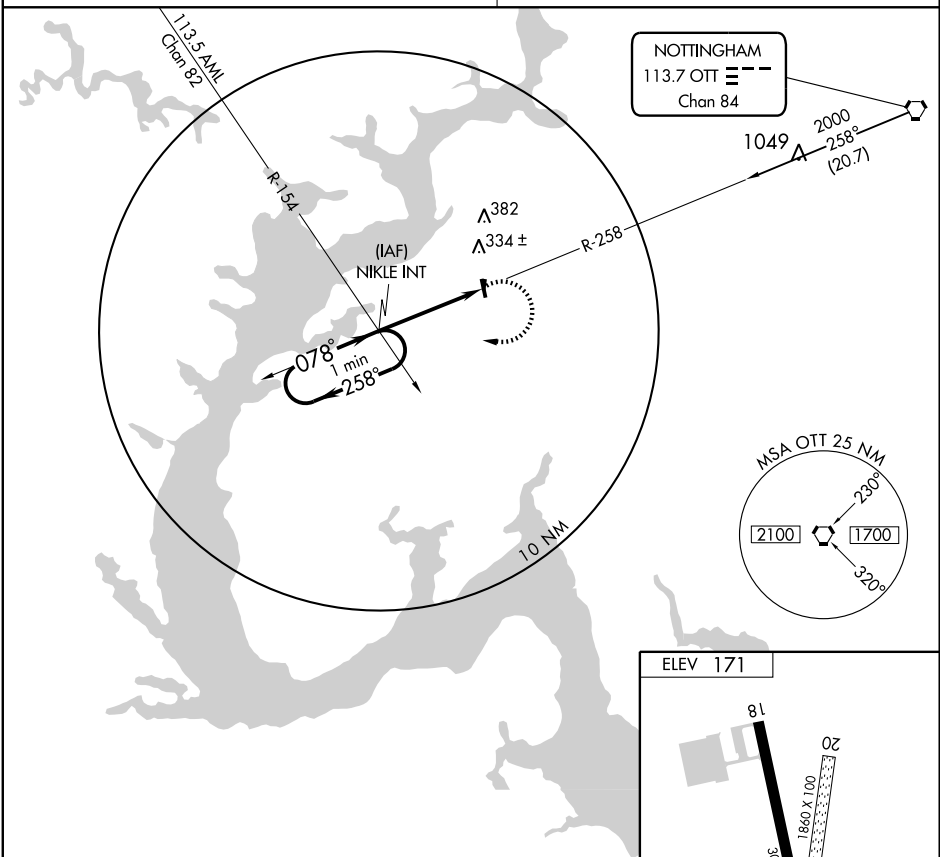 113.5 AML
Chan 82
NOTTINGHAM
113.7 OTT
Chan 84
1049
2000
258°
(20.7)
R-154
382
334 ±
R-258
(IAF)
NIKLE INT
078°
1 min
258°
10 NM
MSA OTT 25 NM
230°
2100
1700
320°
ELEV 171
18
20
1860 X 100